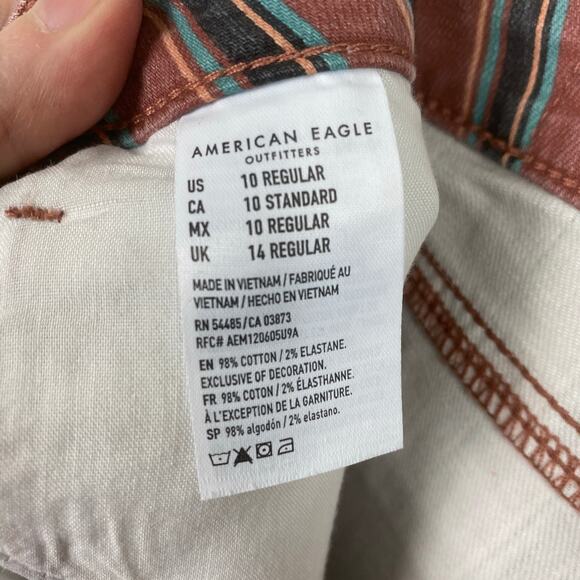 AMERICAN EAGLE
OUTFITTERS
US 10 REGULAR
CA 10 STANDARD
MX 10 REGULAR
UK 14 REGULAR
MADE IN VIETNAM / FABRIQUÉ AU
VIETNAM / HECHO EN VIETNAM
RN 54485 / CA 03873
RFC# AEM120605U9A
EN 98% COTTON / 2% ELASTANE.
EXCLUSIVE OF DECORATION.
FR 98% COTON / 2% ÉLASTHANNE.
À L'EXCEPTION DE LA GARNITURE.
SP 98% algodón / 2% elastano.